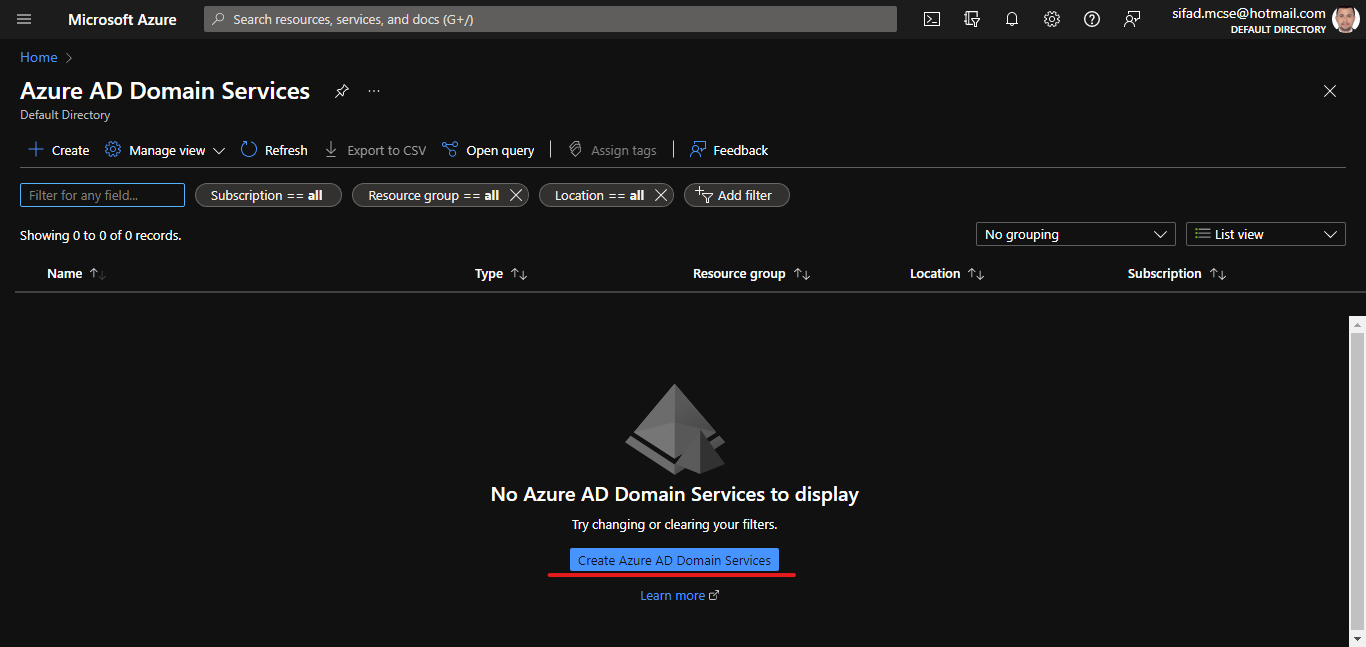 Microsoft Azure
Search resources, services, and docs (G+/)
sifad.mcse@hotmail.com
DEFAULT DIRECTORY
Home
Azure AD Domain Services
Default Directory
Create Manage view Refresh Export to CSV Open query Assign tags Feedback
Filter for any field... Subscription == all Resource group == all Location == all Add filter
Showing 0 to 0 of 0 records.
No grouping List view
Name Type Resource group Location Subscription
No Azure AD Domain Services to display
Try changing or clearing your filters.
Create Azure AD Domain Services
Learn more